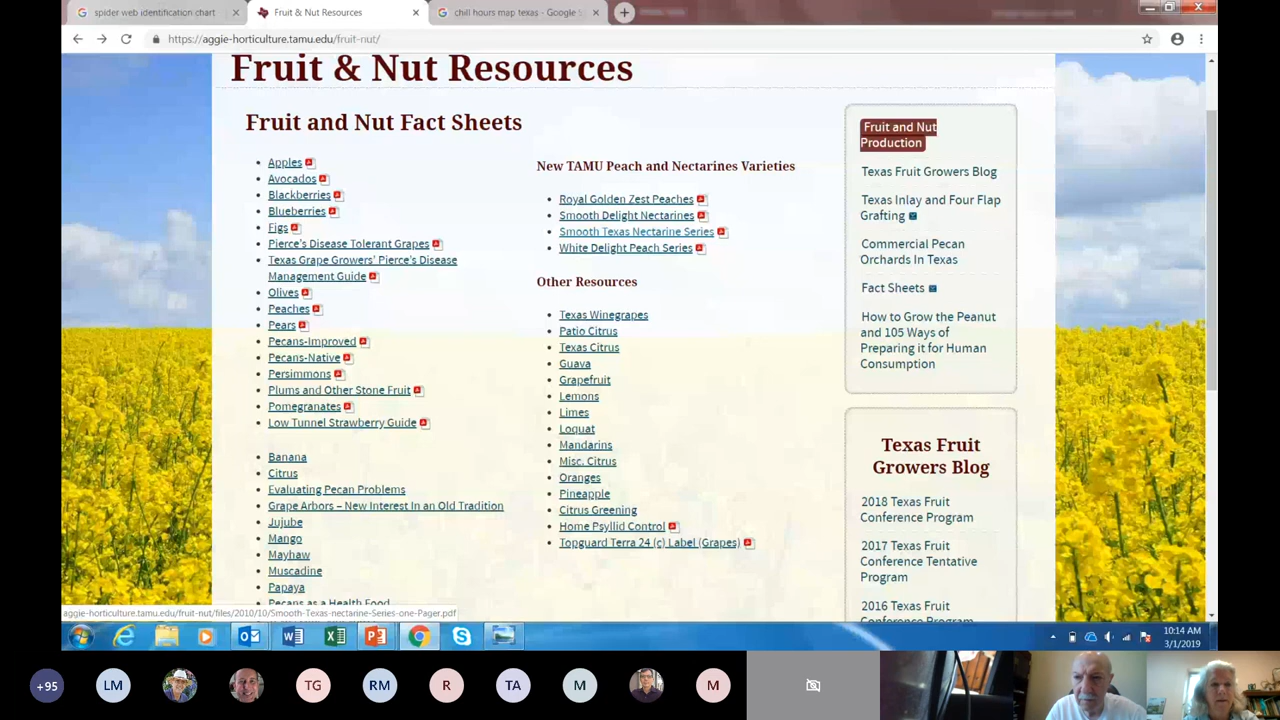 spider web identification chart
Fruit & Nut Resources
chill hours map texas - Google
https://aggie-horticulture.tamu.edu/fruit-nut/
Fruit & Nut Resources
Fruit and Nut Fact Sheets
Apples
Avocados
Blackberries
Blueberries
Figs
Pierce's Disease Tolerant Grapes
Texas Grape Growers' Pierce's Disease
Management Guide
Olives
Peaches
Pears
Pecans-Improved
Pecans-Native
Persimmons
Plums and Other Stone Fruit
Pomegranates
Low Tunnel Strawberry Guide
Banana
Citrus
Evaluating Pecan Problems
Grape Arbors – New Interest In an Old Tradition
Jujube
Mango
Mayhaw
Muscadine
Papaya
Pecans as a Health Food
New TAMU Peach and Nectarines Varieties
Royal Golden Zest Peaches
Smooth Delight Nectarines
Smooth Texas Nectarine Series
White Delight Peach Series
Other Resources
Texas Winegrapes
Patio Citrus
Texas Citrus
Guava
Grapefruit
Lemons
Limes
Loquat
Mandarins
Misc. Citrus
Oranges
Pineapple
Citrus Greening
Home Psyllid Control
Topguard Terra 24 (c) Label (Grapes)
Fruit and Nut
Production
Texas Fruit Growers Blog
Texas Inlay and Four Flap
Grafting
Commercial Pecan
Orchards In Texas
Fact Sheets
How to Grow the Peanut
and 105 Ways of
Preparing it for Human
Consumption
Texas Fruit
Growers Blog
2018 Texas Fruit
Conference Program
2017 Texas Fruit
Conference Tentative
Program
2016 Texas Fruit
Conference Program
aggie-horticulture.tamu.edu/fruit-nut/files/2010/10/Smooth-Texas-nectarine-Series-one-Pager.pdf
10:14 AM
3/1/2019
+95
LM
TG
RM
R
TA
M
M